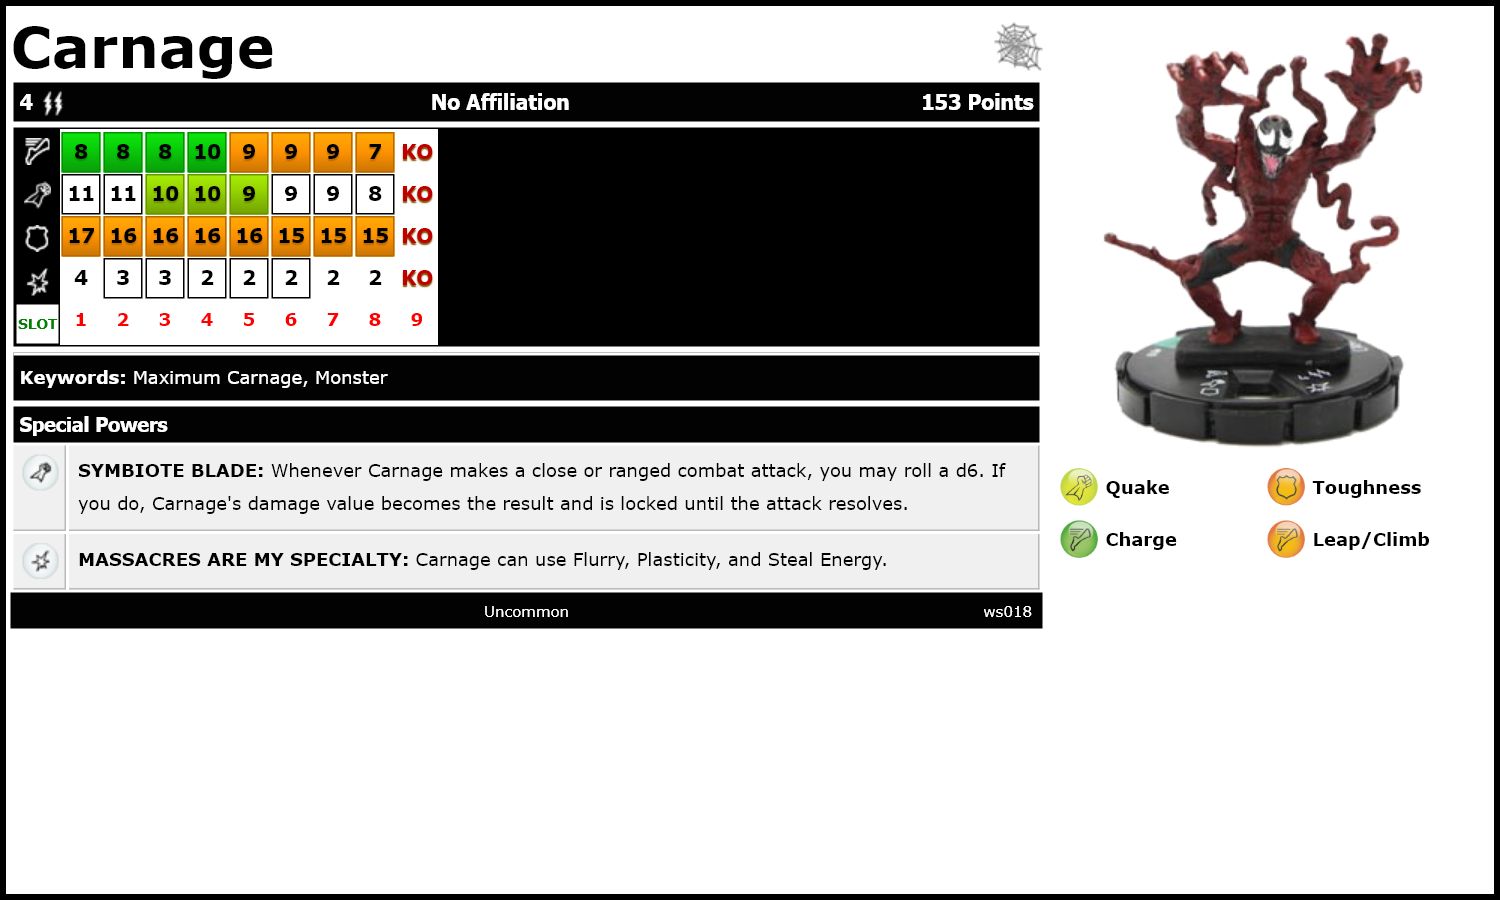 Carnage
4 No Affiliation 153 Points
8 8 8 10 9 9 9 7 KO
11 11 10 10 9 9 9 8 KO
17 16 16 16 16 15 15 15 KO
4 3 3 2 2 2 2 2 KO
SLOT 1 2 3 4 5 6 7 8 9
Keywords: Maximum Carnage, Monster
Special Powers
SYMBIOTE BLADE: Whenever Carnage makes a close or ranged combat attack, you may roll a d6. If
you do, Carnage's damage value becomes the result and is locked until the attack resolves.
MASSACRES ARE MY SPECIALTY: Carnage can use Flurry, Plasticity, and Steal Energy.
Uncommon ws018
Quake Toughness
Charge Leap/Climb